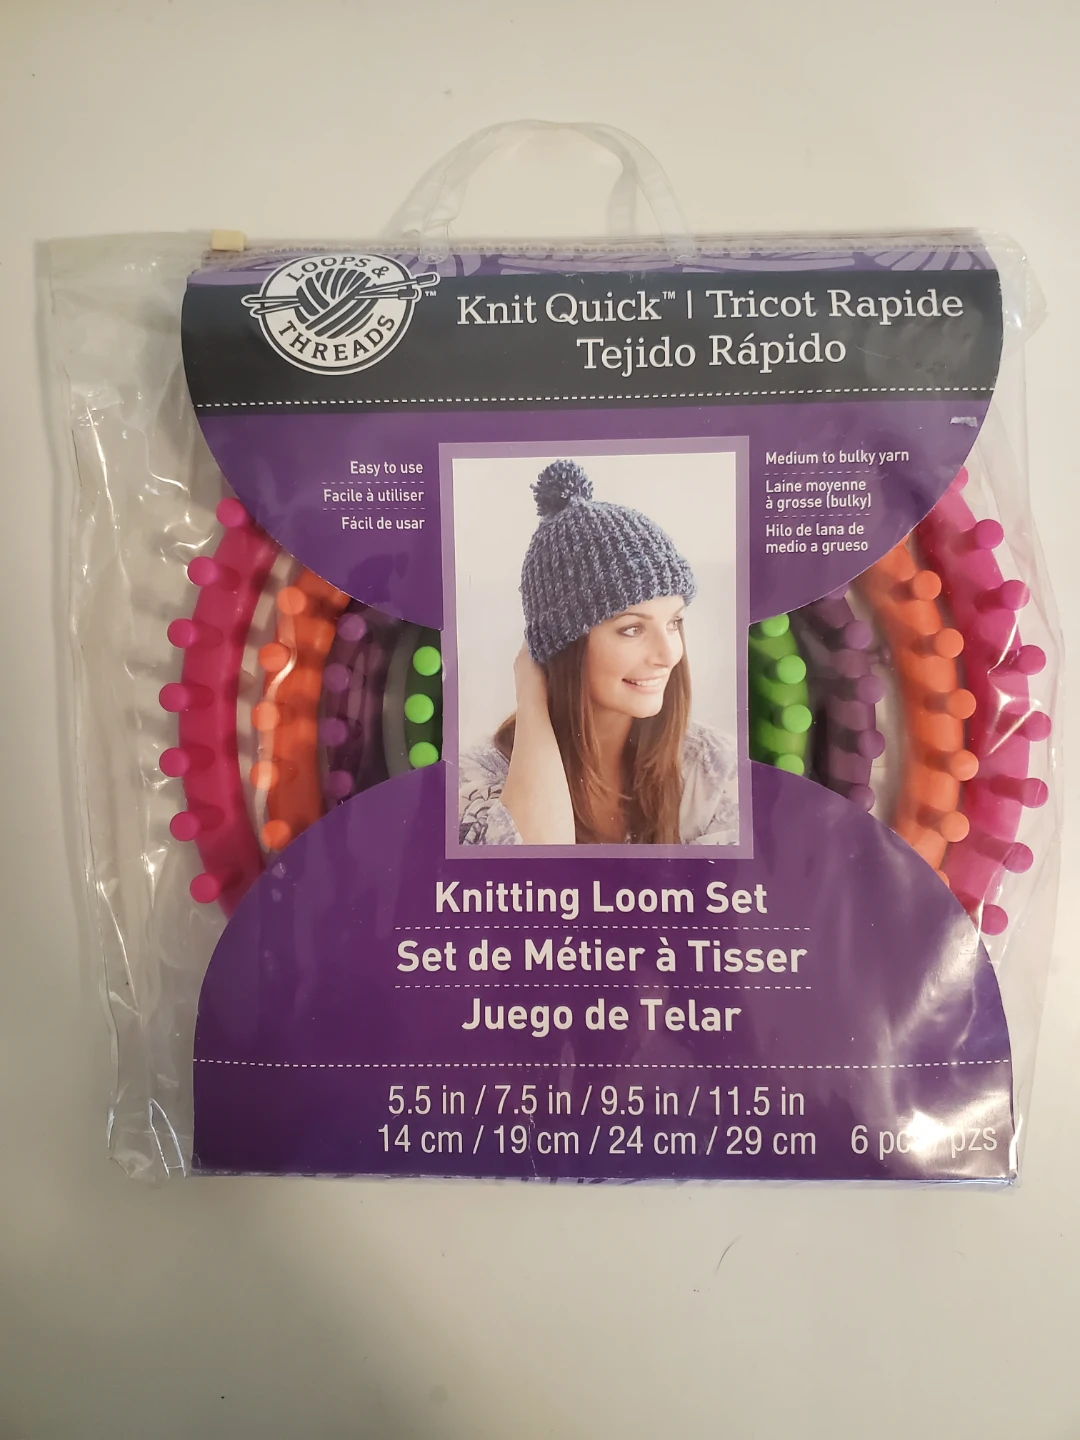 LOOPS &
THREADS™
Knit Quick™ | Tricot Rapide
Tejido Rápido
Easy to use
Facile à utiliser
Fácil de usar
Medium to bulky yarn
Laine moyenne
à grosse (bulky)
Hilo de lana de
medio a grueso
Knitting Loom Set
Set de Métier à Tisser
Juego de Telar
5.5 in / 7.5 in / 9.5 in / 11.5 in
14 cm / 19 cm / 24 cm / 29 cm 6 pzs